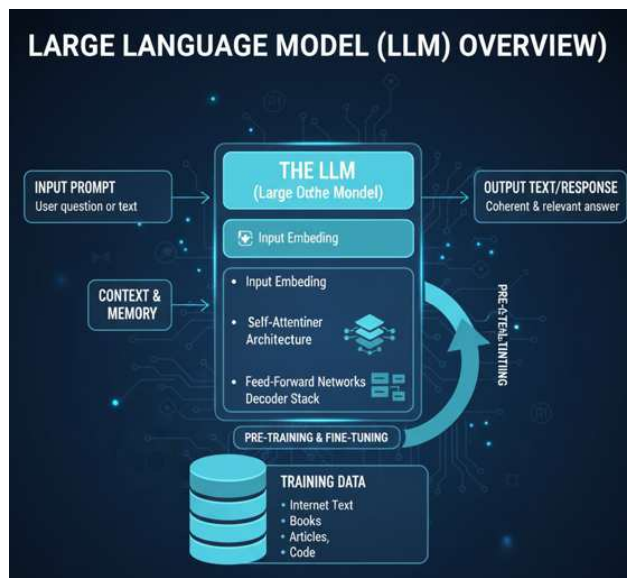 LARGE LANGUAGE MODEL (LLM) OVERVIEW)
THE LLM
(Large Othe Mondel)
INPUT PROMPT
User question or text
OUTPUT TEXT/RESPONSE
Coherent & relevant answer
Input Embeding
CONTEXT &
MEMORY
• Input Embeding
• Self-Attentiner
Architecture
• Feed-Forward Networks
Decoder Stack
PRE-TRAINING & FINE-TUNING
TRAINING DATA
• Internet Text
• Books
• Articles,
• Code